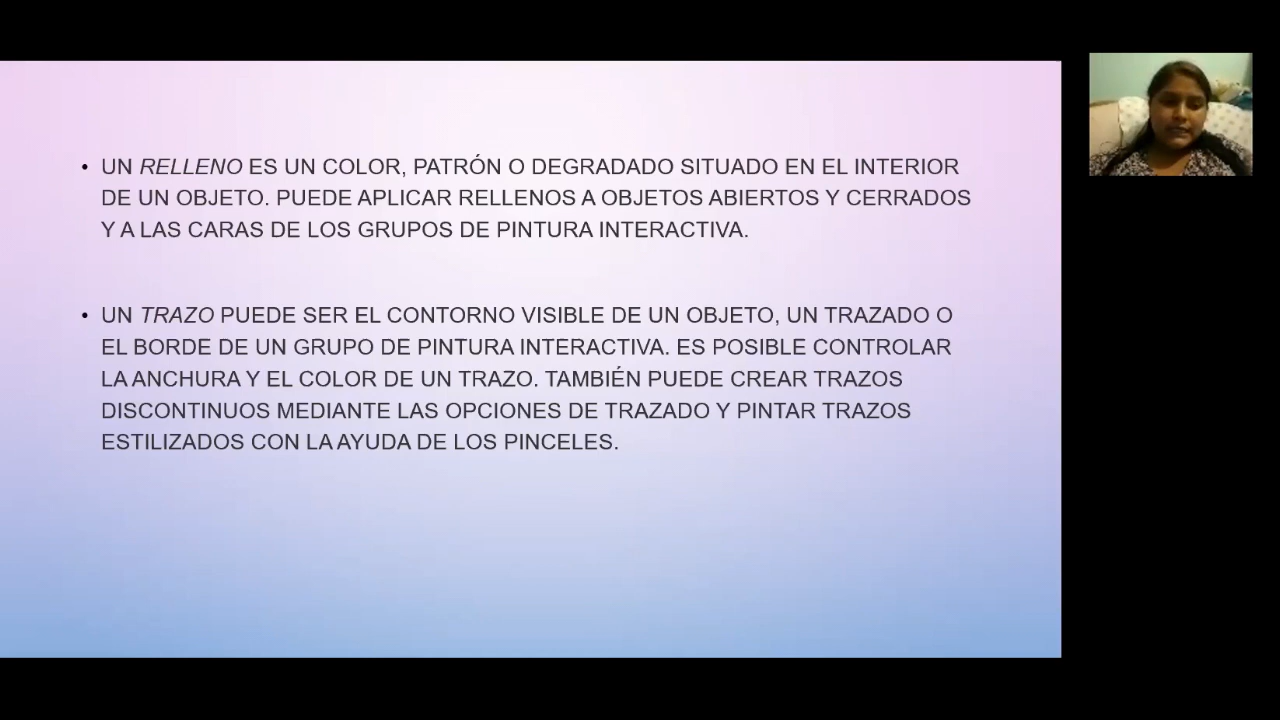 • UN RELLENO ES UN COLOR, PATRÓN O DEGRADADO SITUADO EN EL INTERIOR
DE UN OBJETO. PUEDE APLICAR RELLENOS A OBJETOS ABIERTOS Y CERRADOS
Y A LAS CARAS DE LOS GRUPOS DE PINTURA INTERACTIVA.
• UN TRAZO PUEDE SER EL CONTORNO VISIBLE DE UN OBJETO, UN TRAZADO O
EL BORDE DE UN GRUPO DE PINTURA INTERACTIVA. ES POSIBLE CONTROLAR
LA ANCHURA Y EL COLOR DE UN TRAZO. TAMBIÉN PUEDE CREAR TRAZOS
DISCONTINUOS MEDIANTE LAS OPCIONES DE TRAZADO Y PINTAR TRAZOS
ESTILIZADOS CON LA AYUDA DE LOS PINCELES.